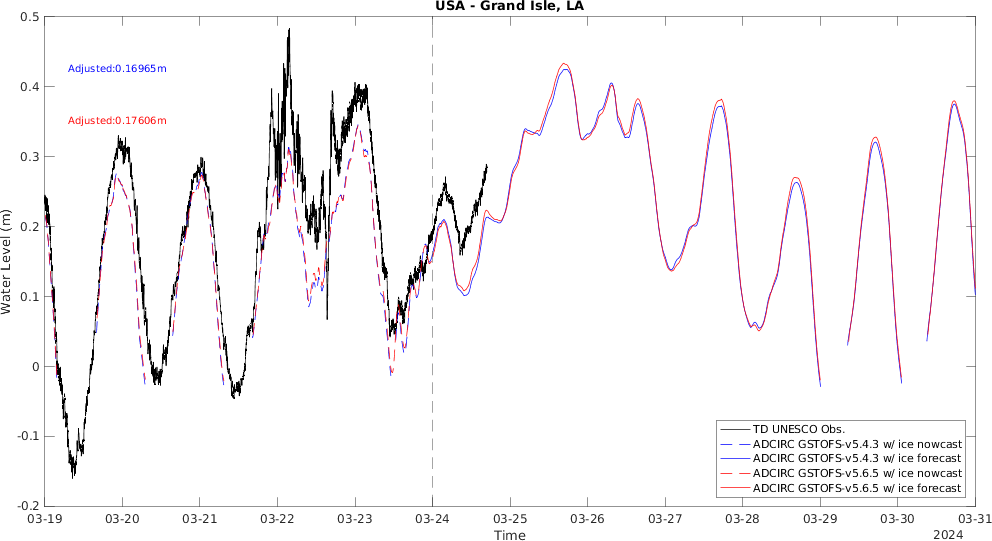 USA - Grand Isle, LA
0.5
0.4
0.3
0.2
0.1
0
-0.1
-0.2
Water Level (m)
Adjusted:0.16965m
Adjusted:0.17606m
TD UNESCO Obs.
ADCIRC GSTOFS-v5.4.3 w/ ice nowcast
ADCIRC GSTOFS-v5.4.3 w/ ice forecast
ADCIRC GSTOFS-v5.6.5 w/ ice nowcast
ADCIRC GSTOFS-v5.6.5 w/ ice forecast
03-19 03-20 03-21 03-22 03-23 03-24 03-25 03-26 03-27 03-28 03-29 03-30 03-31
Time
2024